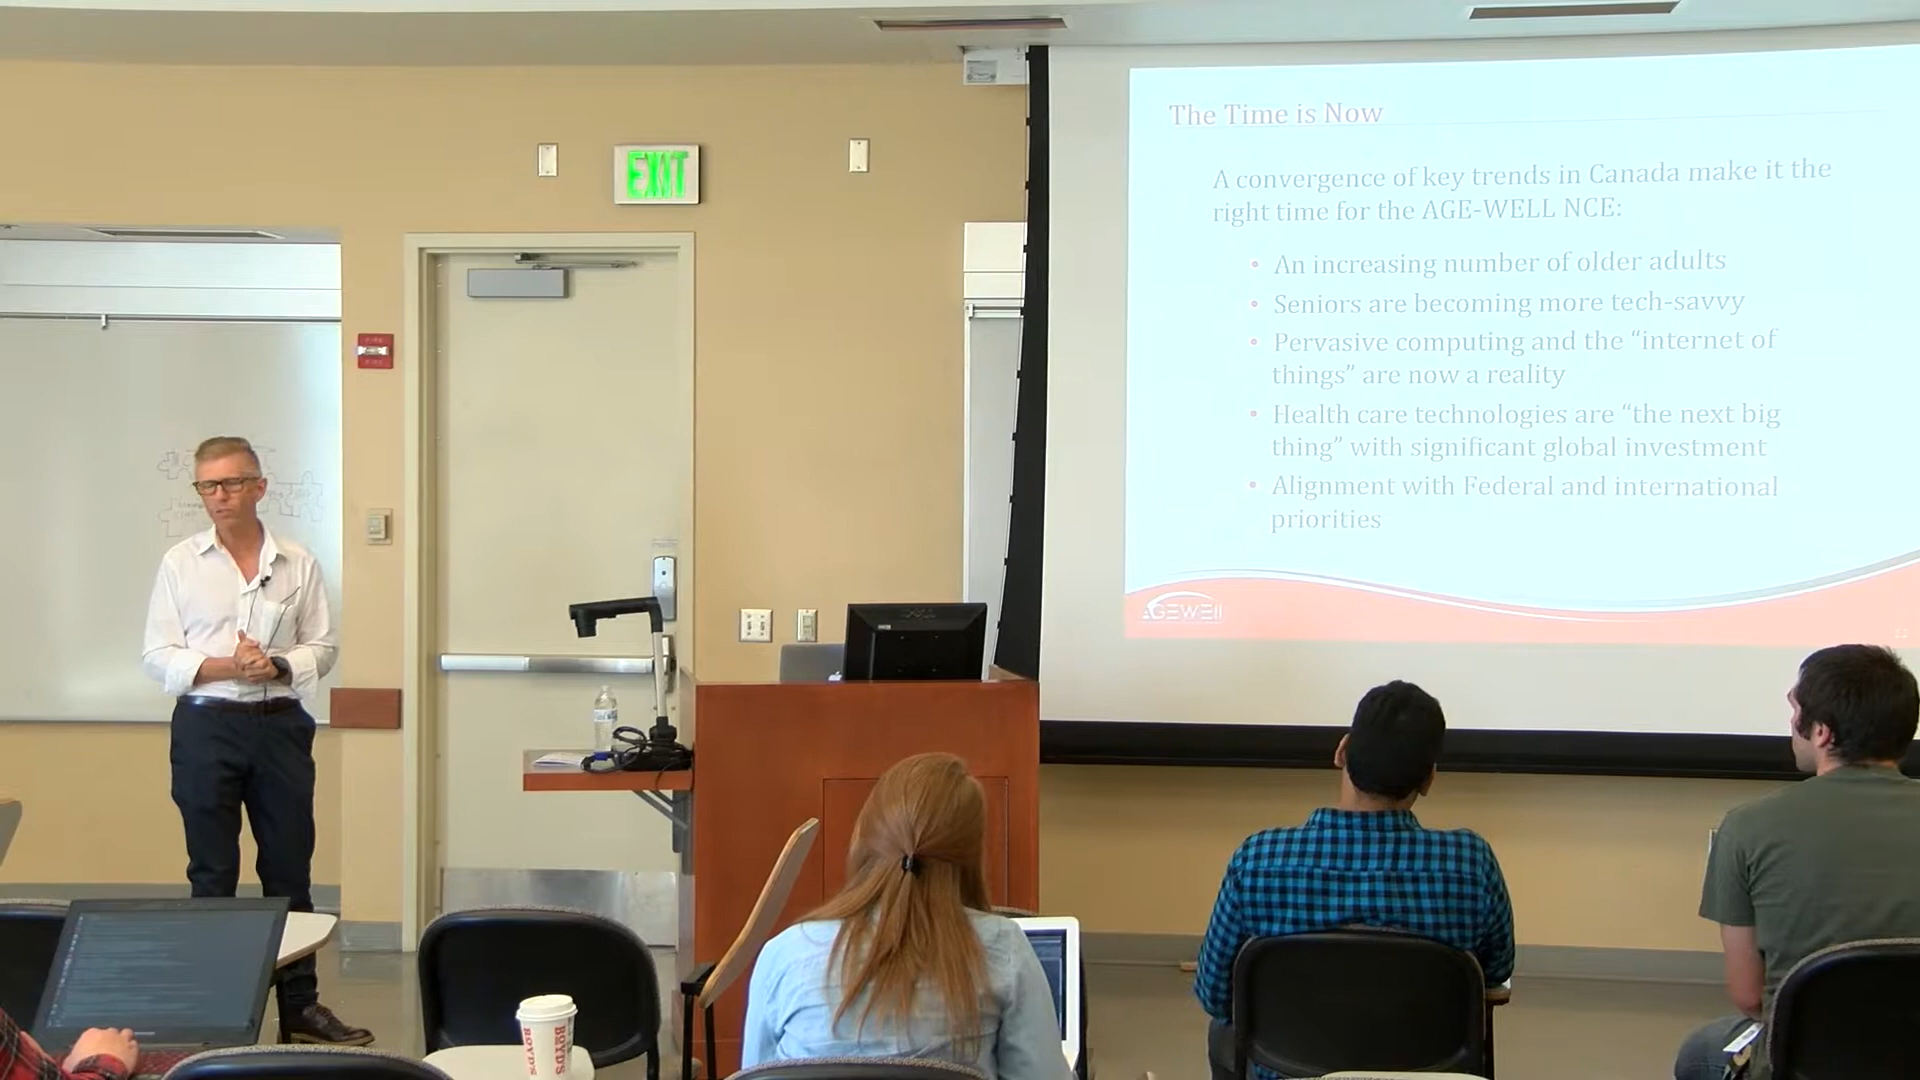 The Time is Now
A convergence of key trends in Canada make it the
right time for the AGE-WELL NCE:
• An increasing number of older adults
• Seniors are becoming more tech-savvy
• Pervasive computing and the “internet of
things” are now a reality
• Health care technologies are “the next big
thing” with significant global investment
• Alignment with Federal and international
priorities
AGEWEll
EXIT
BOYD'S
BOYD'S